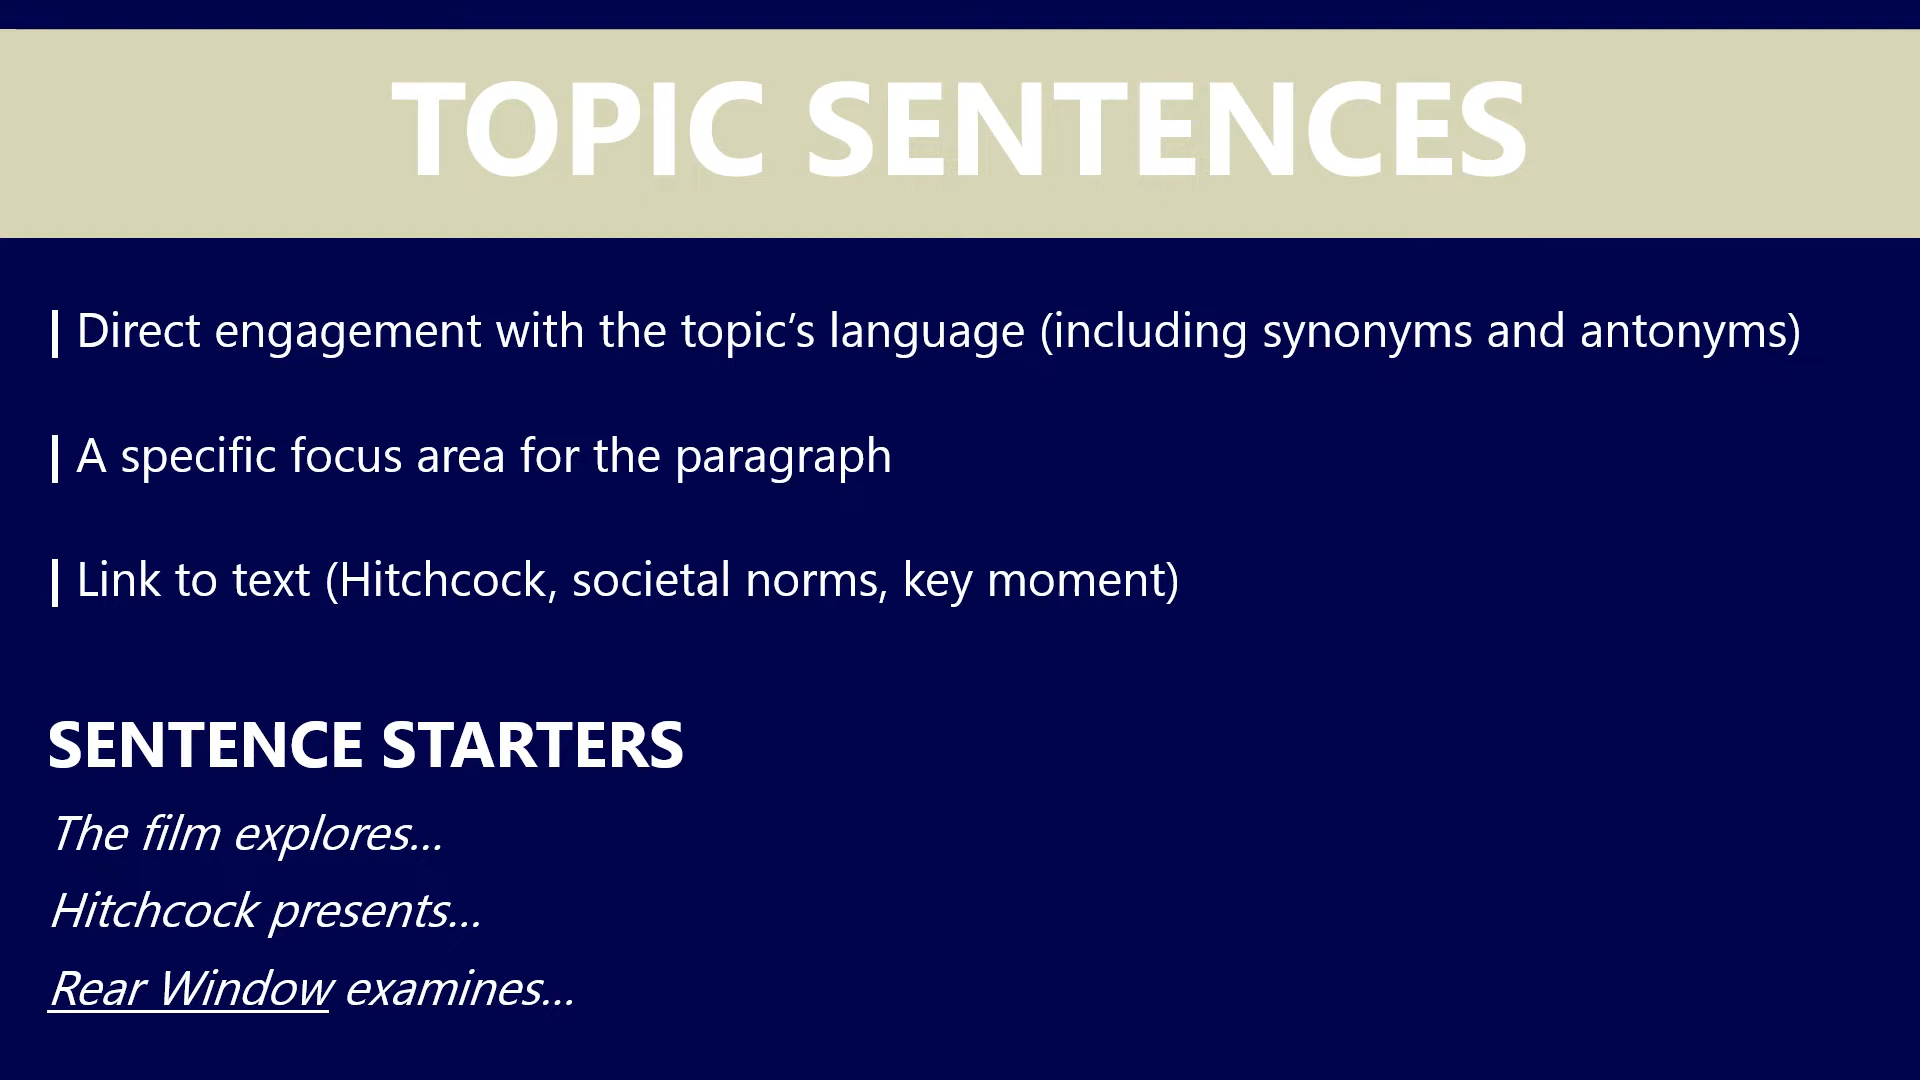 TOPIC SENTENCES
| Direct engagement with the topic’s language (including synonyms and antonyms)
| A specific focus area for the paragraph
| Link to text (Hitchcock, societal norms, key moment)
SENTENCE STARTERS
The film explores...
Hitchcock presents...
Rear Window examines...